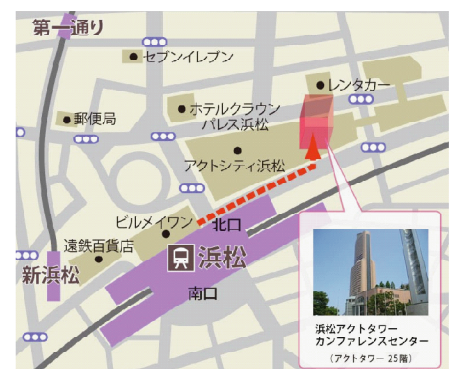 第一通り
セブンイレブン
レンタカー
郵便局
ホテルクラウン
パレス浜松
アクトシティ浜松
ビルメイワン
北口
遠鉄百貨店
浜松
新浜松
南口
浜松アクトタワー
カンファレンスセンター
（アクトタワー 25階）